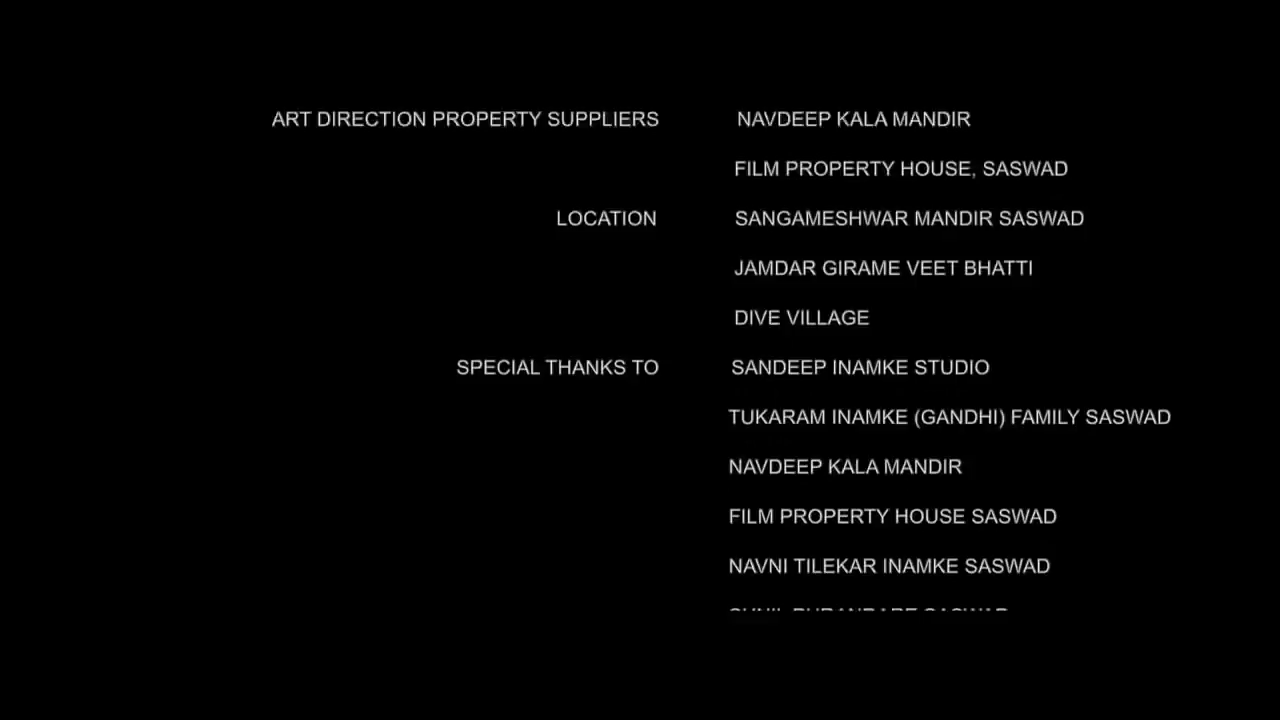 ART DIRECTION PROPERTY SUPPLIERS NAVDEEP KALA MANDIR
FILM PROPERTY HOUSE, SASWAD
LOCATION SANGAMESHWAR MANDIR SASWAD
JAMDAR GIRAME VEET BHATTI
DIVE VILLAGE
SPECIAL THANKS TO SANDEEP INAMKE STUDIO
TUKARAM INAMKE (GANDHI) FAMILY SASWAD
NAVDEEP KALA MANDIR
FILM PROPERTY HOUSE SASWAD
NAVNI TILEKAR INAMKE SASWAD